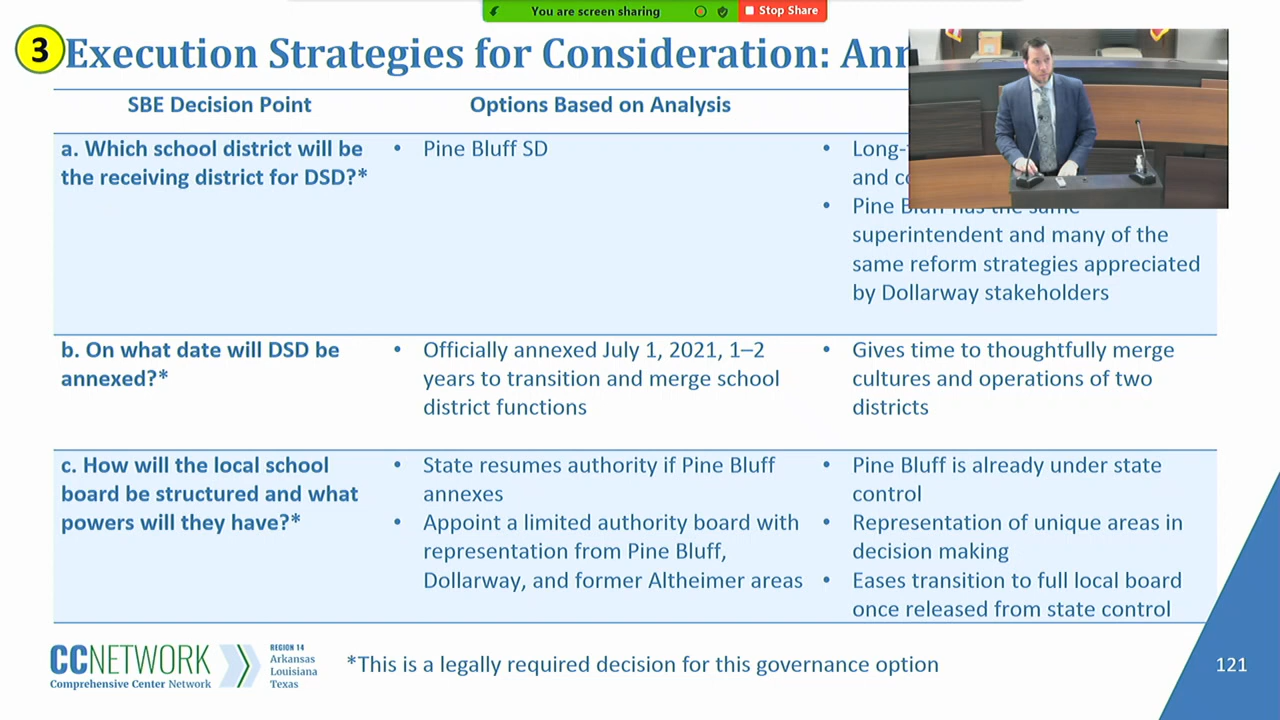 You are screen sharing
Stop Share
3
Execution Strategies for Consideration:
SBE Decision Point
Options Based on Analysis
a. Which school district will be
the receiving district for DSD?*
• Pine Bluff SD
• Long-
and
• Pine Bluff has the same
superintendent and many of the
same reform strategies appreciated
by Dollarway stakeholders
b. On what date will DSD be
annexed?*
• Officially annexed July 1, 2021, 1–2
years to transition and merge school
district functions
• Gives time to thoughtfully merge
cultures and operations of two
districts
c. How will the local school
board be structured and what
powers will they have?*
• State resumes authority if Pine Bluff
annexes
• Appoint a limited authority board with
representation from Pine Bluff,
Dollarway, and former Altheimer areas
• Pine Bluff is already under state
control
• Representation of unique areas in
decision making
• Eases transition to full local board
once released from state control
CCNETWORK
Comprehensive Center Network
REGION 14
Arkansas
Louisiana
Texas
*This is a legally required decision for this governance option
121